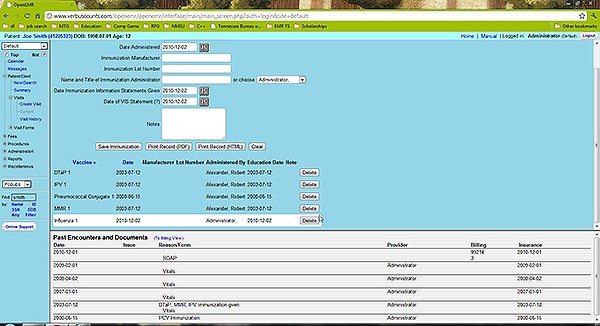 OpenEMR
www.verbuscounts.com/openemr/openemr/interface/main/main_screen.php?auth=login&site=default
dl job search MTG Education Comp Game RPG NMSU C++ Tennessee Bureau o... EMR TS Scholarships Other bookmarks
Patient: Joe Smith (41205323) DOB: 1998-07-01 Age: 12 Home | Manual | Logged in: Administrator (Default)
Default
Top Bot
Calendar
Messages
Patient/Client
New/Search
Summary
Visits
Create Visit
Current
Visit History
Visit Forms
Fees
Procedures
Administration
Reports
Miscellaneous
Popups
Find: smith
by: Name ID
SSN DOB
Any Filter
Online Support
Date Administered 2010-12-02
Immunization Manufacturer
Immunization Lot Number
Name and Title of Immunization Administrator or choose Administrator,
Date Immunization Information Statements Given 2010-12-02
Date of VIS Statement (?) 2010-12-02
Notes
Save Immunization Print Record (PDF) Print Record (HTML) Clear
Vaccine Date Manufacturer Lot Number Administered By Education Date Note
DTaP 1 2003-07-12 Alexander, Robert 2003-07-12 Delete
IPV 1 2003-07-12 Alexander, Robert 2003-07-12 Delete
Pneumococcal Conjugate 1 2000-06-15 Alexander, Robert 2000-06-15 Delete
MMR 1 2003-07-12 Alexander, Robert 2003-07-12 Delete
Influenza 1 2010-12-02 Administrator, 2010-12-02 Delete
Past Encounters and Documents (To Billing View)
Date Issue Reason/Form Provider Billing Insurance
2010-12-01 Administrator 99214 2010-12-01
SOAP 3
2009-02-01 Administrator 2009-02-01
Vitals
2008-04-02 Administrator 2008-04-02
Vitals
2007-01-01 Administrator 2007-01-01
Vitals
2003-07-12 DTaP, MMR, IPV immunization given Administrator 2003-07-12
Vitals
2000-06-15 PCV Immunization Administrator 2000-06-15